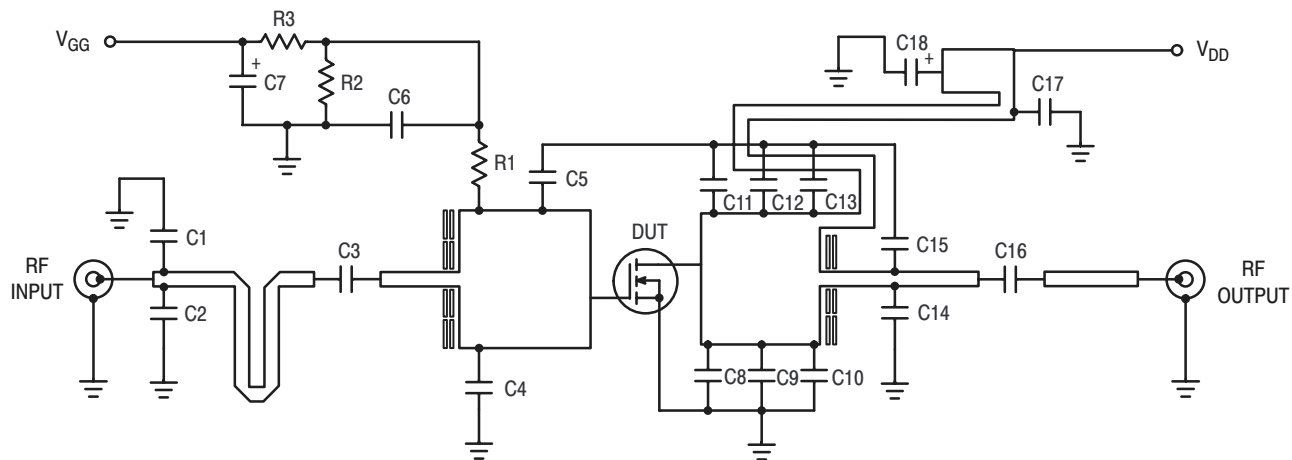 R3
V_GG
+
C7
R2
C6
C18
+
V_DD
C17
R1
C5
C11
C12
C13
C1
C3
DUT
C15
C16
RF
INPUT
RF
OUTPUT
C2
C14
C4
C8
C9
C10